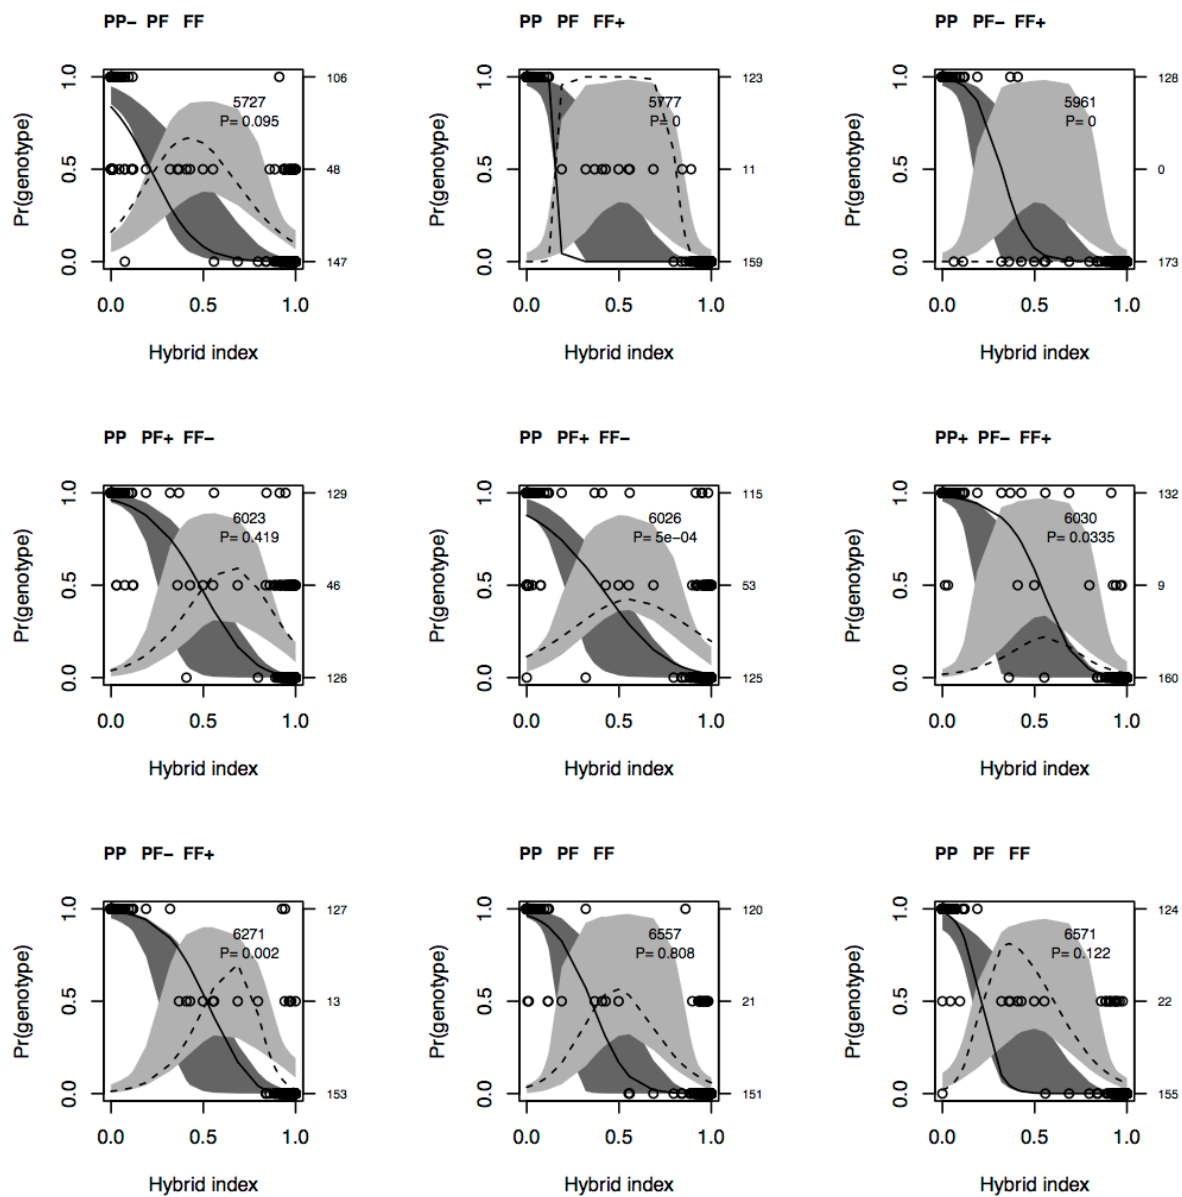 PP− PF FF
Pr(genotype)
1.0
0.5
0.0
5727
P= 0.095
106
48
147
0.0 0.5 1.0
Hybrid index
PP PF FF+
Pr(genotype)
1.0
0.5
0.0
5777
P= 0
123
11
159
0.0 0.5 1.0
Hybrid index
PP PF− FF+
Pr(genotype)
1.0
0.5
0.0
5961
P= 0
128
0
173
0.0 0.5 1.0
Hybrid index
PP PF+ FF−
Pr(genotype)
1.0
0.5
0.0
6023
P= 0.419
129
46
126
0.0 0.5 1.0
Hybrid index
PP PF+ FF−
Pr(genotype)
1.0
0.5
0.0
6026
P= 5e−04
115
53
125
0.0 0.5 1.0
Hybrid index
PP+ PF− FF+
Pr(genotype)
1.0
0.5
0.0
6030
P= 0.0335
132
9
160
0.0 0.5 1.0
Hybrid index
PP PF− FF+
Pr(genotype)
1.0
0.5
0.0
6271
P= 0.002
127
13
153
0.0 0.5 1.0
Hybrid index
PP PF FF
Pr(genotype)
1.0
0.5
0.0
6557
P= 0.808
120
21
151
0.0 0.5 1.0
Hybrid index
PP PF FF
Pr(genotype)
1.0
0.5
0.0
6571
P= 0.122
124
22
155
0.0 0.5 1.0
Hybrid index